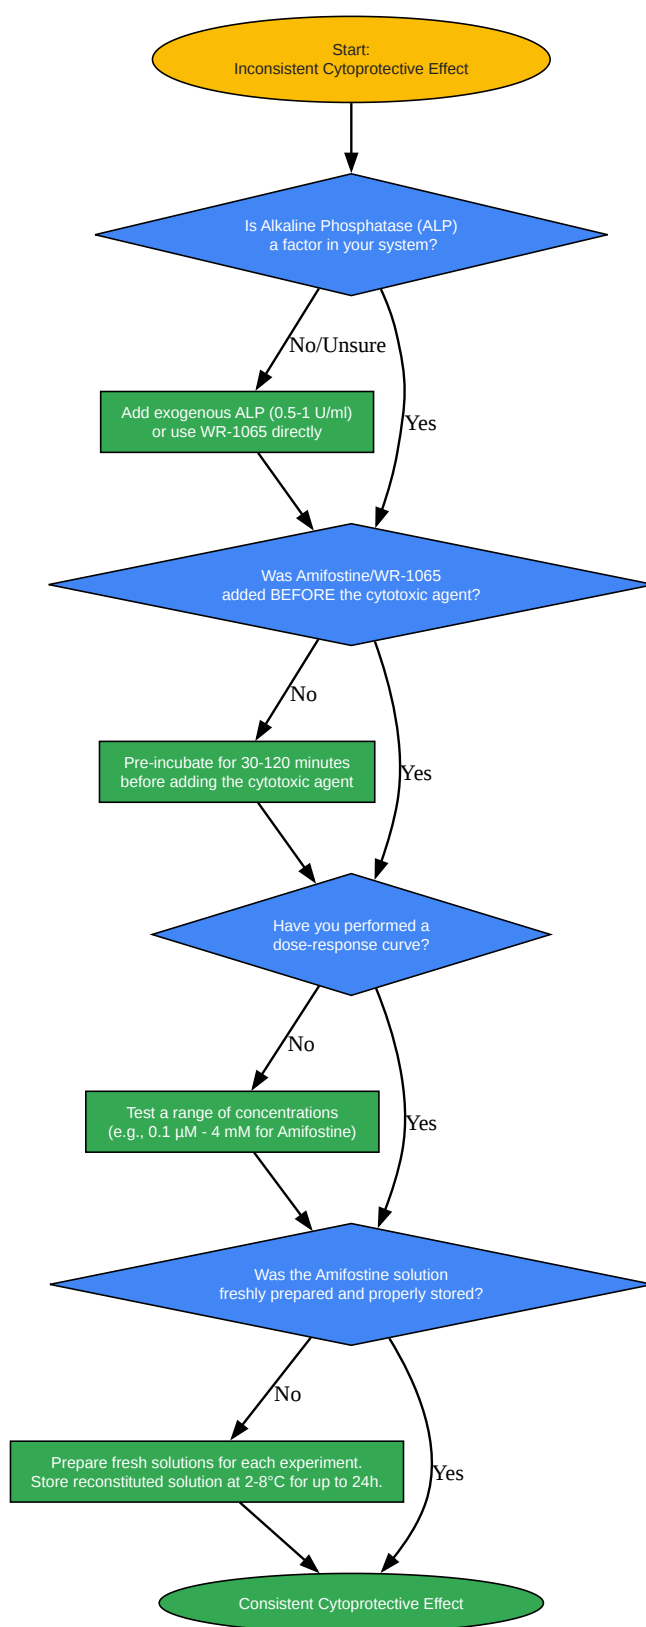 Start:
Inconsistent Cytoprotective Effect
Is Alkaline Phosphatase (ALP)
a factor in your system?
No/Unsure
Add exogenous ALP (0.5-1 U/ml)
or use WR-1065 directly
Yes
Was Amifostine/WR-1065
added BEFORE the cytotoxic agent?
No
Pre-incubate for 30-120 minutes
before adding the cytotoxic agent
Yes
Have you performed a
dose-response curve?
No
Test a range of concentrations
(e.g., 0.1 µM - 4 mM for Amifostine)
Yes
Was the Amifostine solution
freshly prepared and properly stored?
No
Prepare fresh solutions for each experiment.
Store reconstituted solution at 2-8°C for up to 24h.
Yes
Consistent Cytoprotective Effect